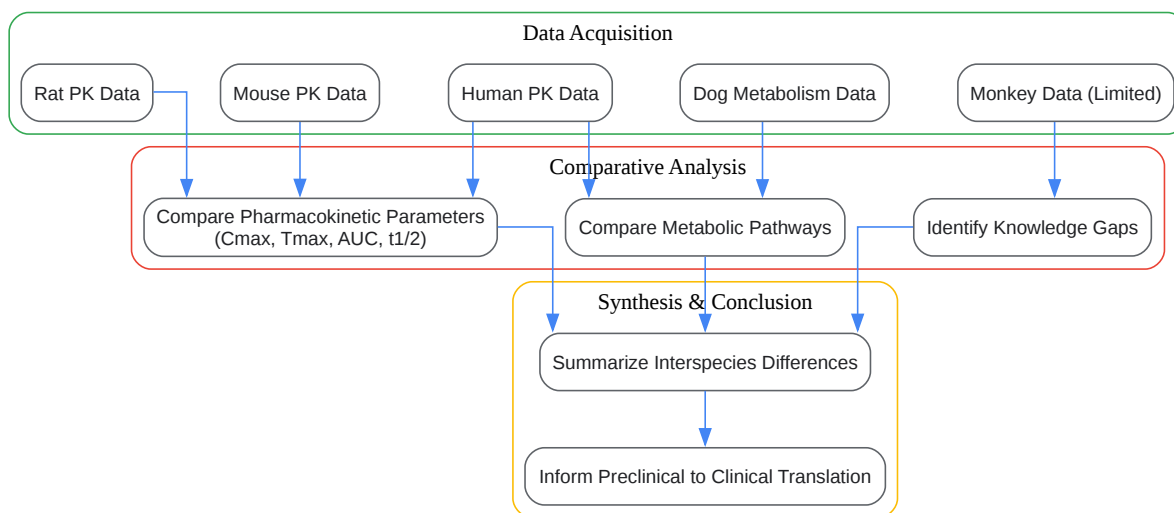 Data Acquisition
Rat PK Data
Mouse PK Data
Human PK Data
Dog Metabolism Data
Monkey Data (Limited)
Comparative Analysis
Compare Pharmacokinetic Parameters
(Cmax, Tmax, AUC, t1/2)
Compare Metabolic Pathways
Identify Knowledge Gaps
Synthesis & Conclusion
Summarize Interspecies Differences
Inform Preclinical to Clinical Translation